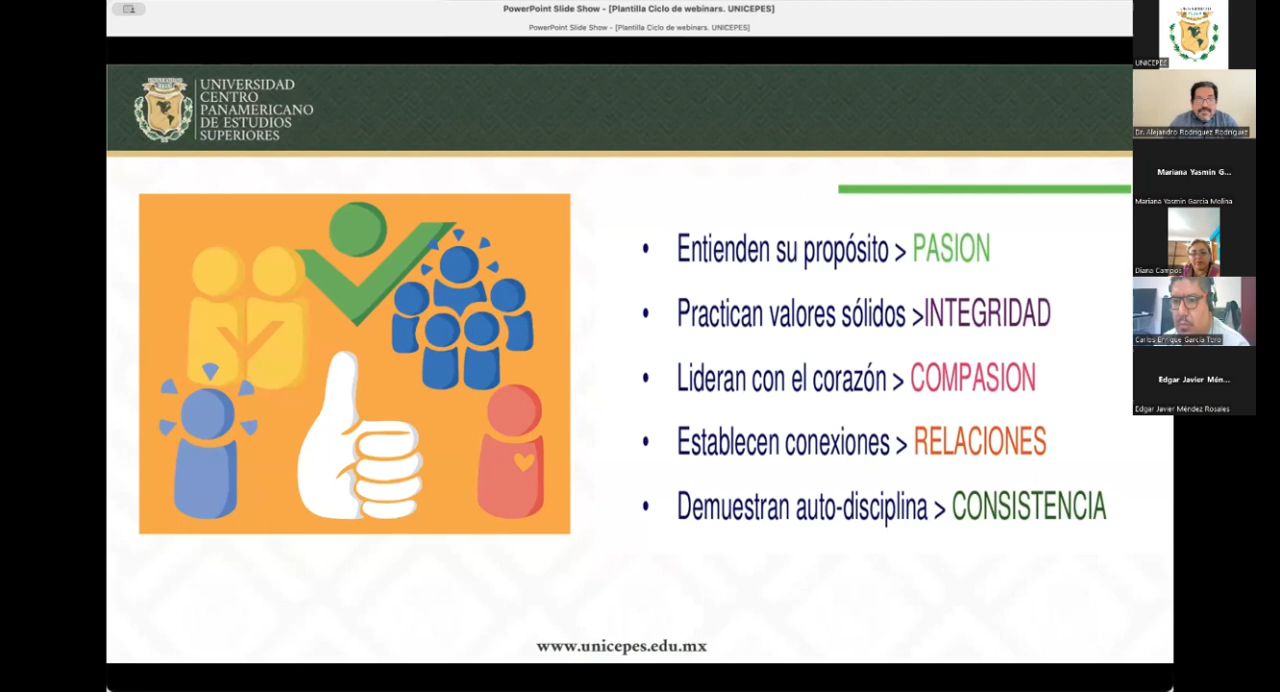 PowerPoint Slide Show - [Plantilla Ciclo de webinars. UNICEPES]
PowerPoint Slide Show - [Plantilla Ciclo de webinars. UNICEPES]
UNIVERSIDAD
CENTRO
PANAMERICANO
DE ESTUDIOS
SUPERIORES
• Entienden su propósito > PASION
• Practican valores sólidos >INTEGRIDAD
• Lideran con el corazón > COMPASION
• Establecen conexiones > RELACIONES
• Demuestran auto-disciplina > CONSISTENCIA
www.unicepes.edu.mx
UNICEPES
Dr. Alejandro Rodríguez Rodríguez
Mariana Yasmin G...
Mariana Yasmin Garcia Molina
Diana Campos
Carlos Enrique García Toro
Edgar Javier Mén...
Edgar Javier Méndez Rosales